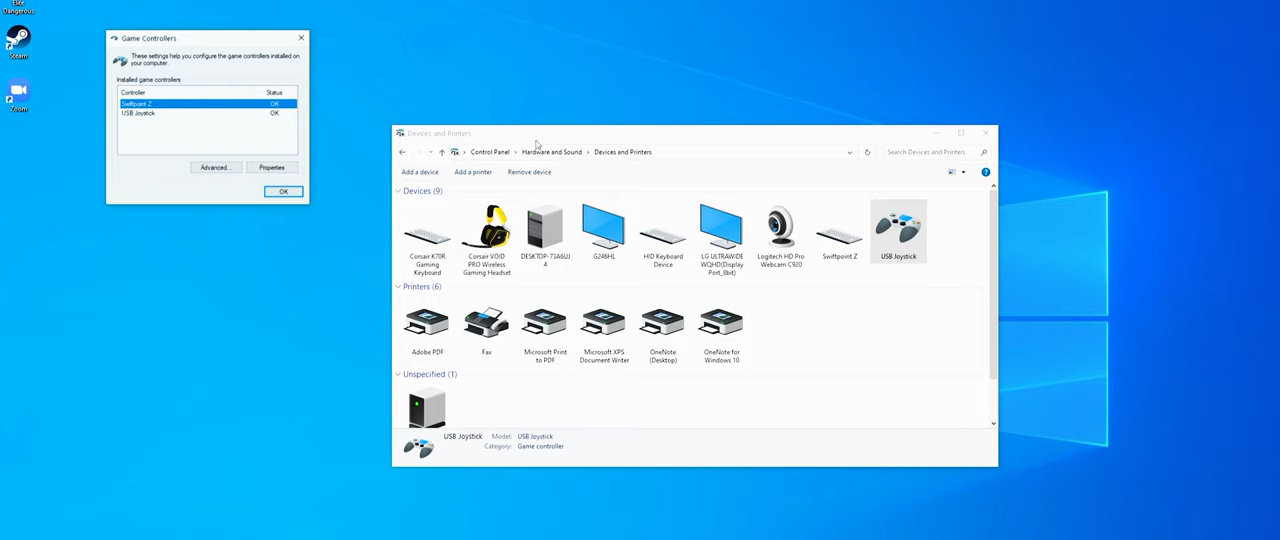 Elite
Dangerous
Steam
Zoom
Game Controllers
These settings help you configure the game controllers installed on
your computer.
Installed game controllers
Controller Status
Swiftpoint Z OK
USB Joystick OK
Advanced... Properties
OK
Devices and Printers
Control Panel › Hardware and Sound › Devices and Printers
Search Devices and Printers
Add a device Add a printer Remove device
Devices (9)
Corsair K70R
Gaming
Keyboard
Corsair VOID
PRO Wireless
Gaming Headset
DESKTOP-73A6UJ
4
G246HL
HID Keyboard
Device
LG ULTRAWIDE
WQHD(Display
Port_8bit)
Logitech HD Pro
Webcam C920
Swiftpoint Z
USB Joystick
Printers (6)
Adobe PDF
Fax
Microsoft Print
to PDF
Microsoft XPS
Document Writer
OneNote
(Desktop)
OneNote for
Windows 10
Unspecified (1)
USB Joystick Model: USB Joystick
Category: Game controller